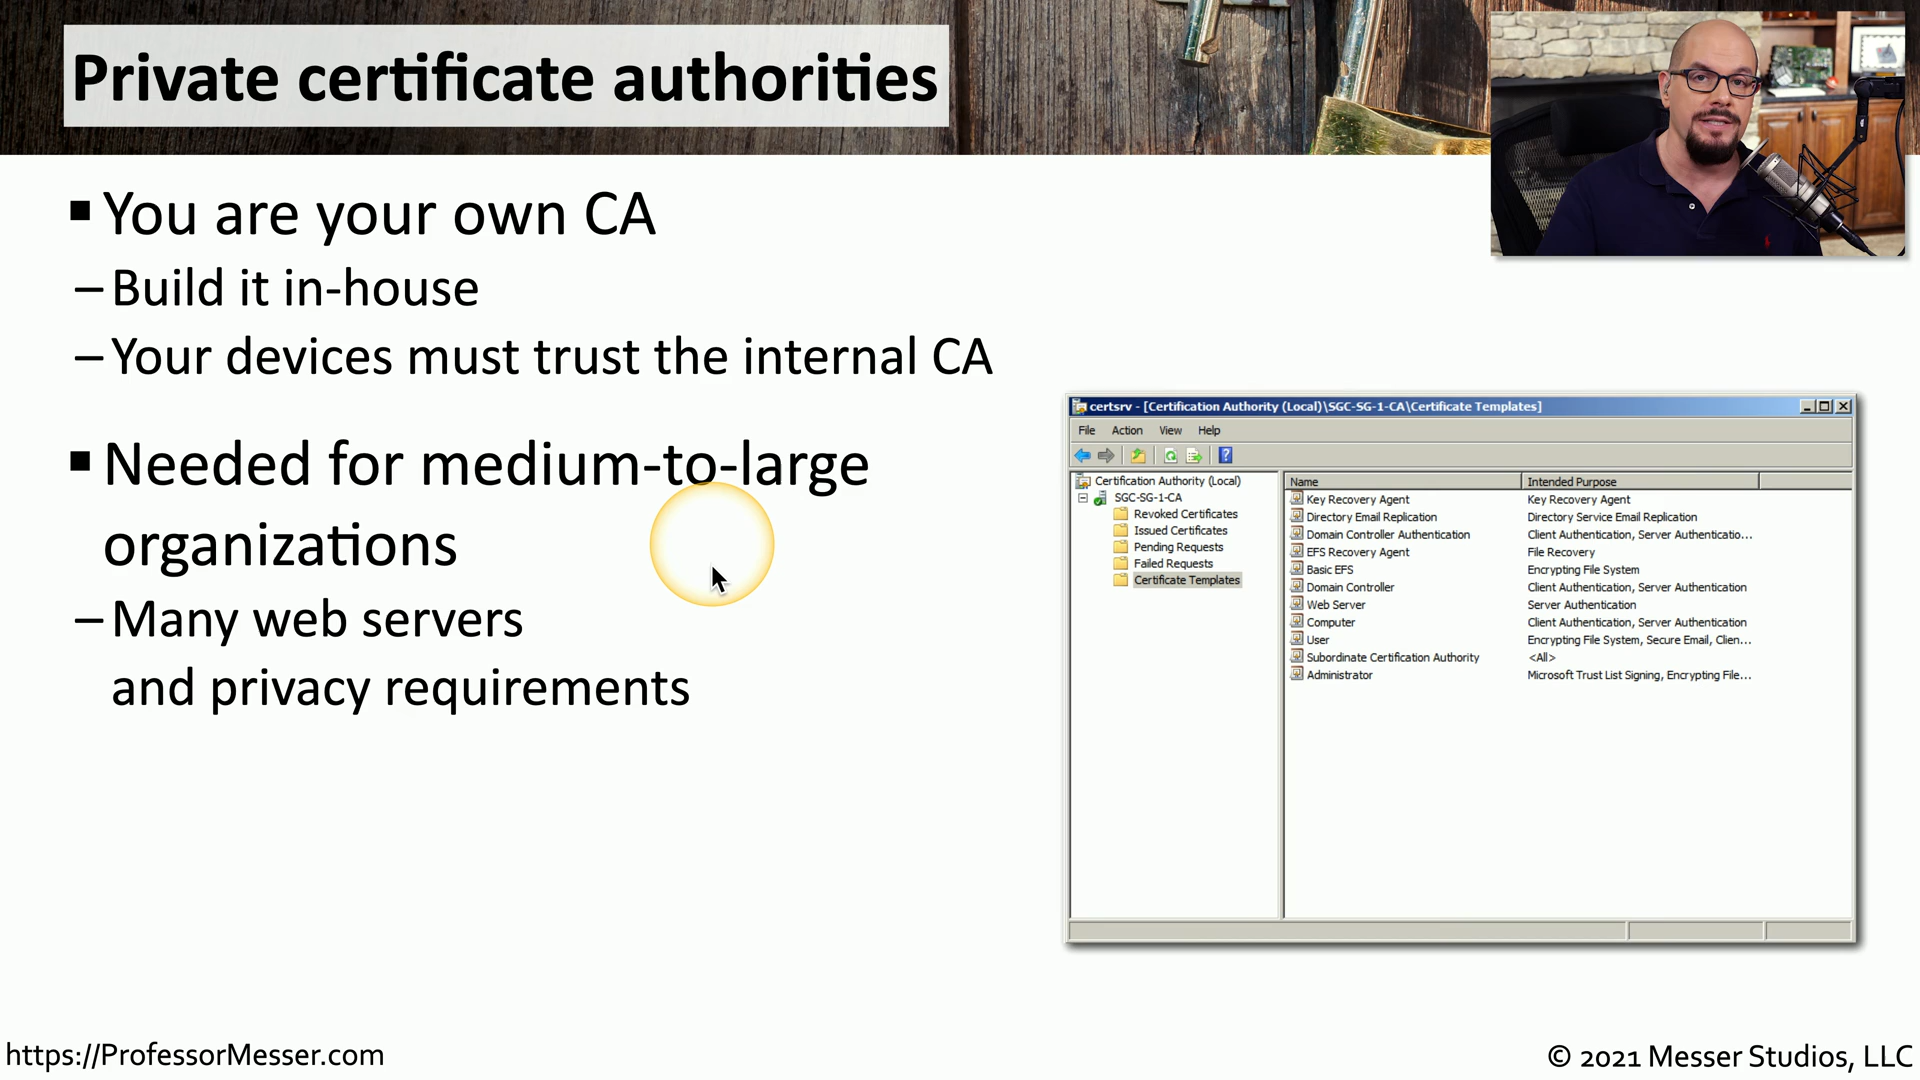 Private certificate authorities
▪ You are your own CA
– Build it in-house
– Your devices must trust the internal CA
▪ Needed for medium-to-large
organizations
– Many web servers
and privacy requirements
certsrv - [Certification Authority (Local)\SGC-SG-1-CA\Certificate Templates]
File Action View Help
Certification Authority (Local)
SGC-SG-1-CA
Revoked Certificates
Issued Certificates
Pending Requests
Failed Requests
Certificate Templates
Name Intended Purpose
Key Recovery Agent Key Recovery Agent
Directory Email Replication Directory Service Email Replication
Domain Controller Authentication Client Authentication, Server Authenticatio...
EFS Recovery Agent File Recovery
Basic EFS Encrypting File System
Domain Controller Client Authentication, Server Authentication
Web Server Server Authentication
Computer Client Authentication, Server Authentication
User Encrypting File System, Secure Email, Clien...
Subordinate Certification Authority <All>
Administrator Microsoft Trust List Signing, Encrypting File...
https://ProfessorMesser.com
© 2021 Messer Studios, LLC